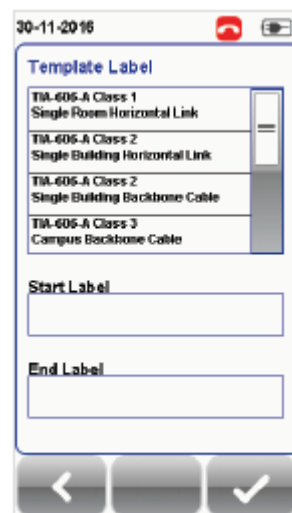 30-11-2016
Template Label
TIA-606-A Class 1
Single Room Horizontal Link
TIA-606-A Class 2
Single Building Horizontal Link
TIA-606-A Class 2
Single Building Backbone Cable
TIA-606-A Class 3
Campus Backbone Cable
Start Label
End Label